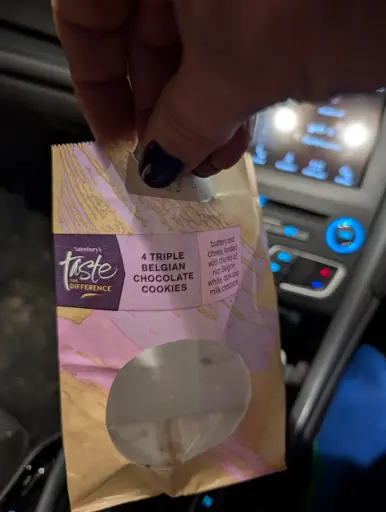 Sainsbury's
taste
THE
DIFFERENCE
4 TRIPLE
BELGIAN
CHOCOLATE
COOKIES
buttery and
chewy, loaded
with chunks of
rich Belgian
white, dark and
milk chocolate